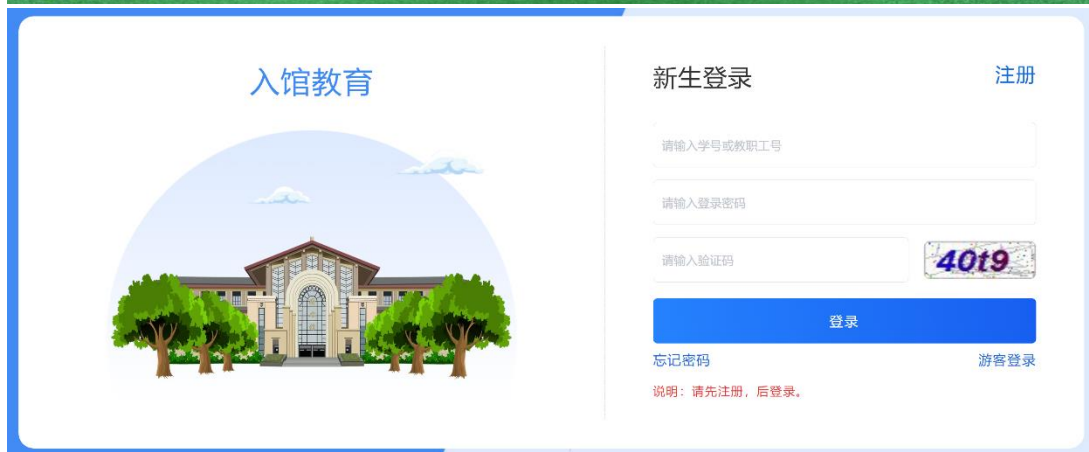 入馆教育
新生登录
注册
请输入学号或教职工号
请输入登录密码
请输入验证码
40t9
登录
忘记密码
游客登录
说明：请先注册，后登录。